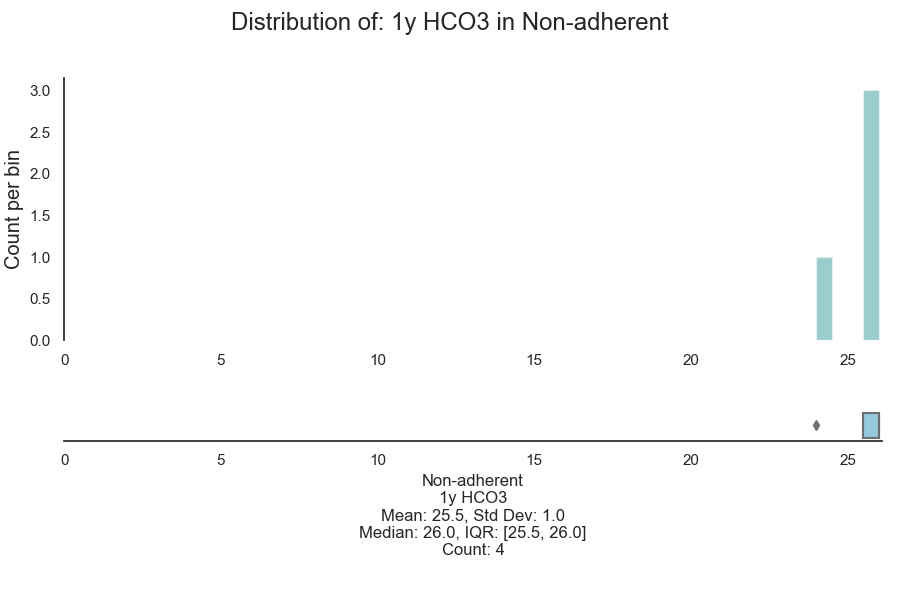 Distribution of: 1y HCO3 in Non-adherent
Count per bin
3.0
2.5
2.0
1.5
1.0
0.5
0.0
0 5 10 15 20 25
0 5 10 15 20 25
Non-adherent
1y HCO3
Mean: 25.5, Std Dev: 1.0
Median: 26.0, IQR: [25.5, 26.0]
Count: 4